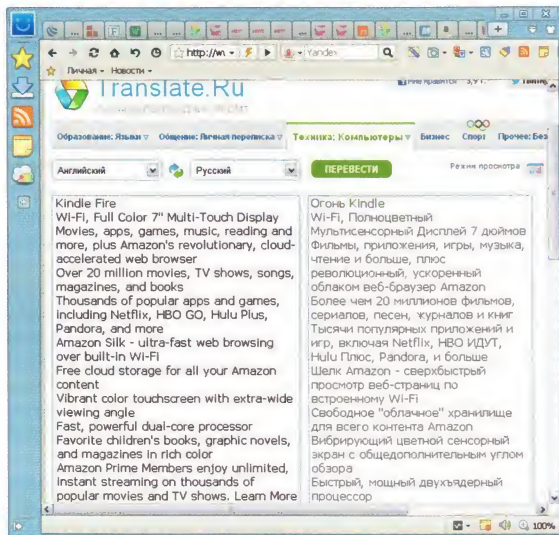 http://w
Yandex
Личная
Новости
Translate.Ru
Мне нравится
Образование: Языки
Общение: Личная переписка
Техника: Компьютеры
Бизнес
Спорт
Прочее: Без
Английский
Русский
ПЕРЕВЕСТИ
Режим просмотра
Kindle Fire
Wi-Fi, Full Color 7" Multi-Touch Display
Movies, apps, games, music, reading and
more, plus Amazon's revolutionary, cloud-
accelerated web browser
Over 20 million movies, TV shows, songs,
magazines, and books
Thousands of popular apps and games,
including Netflix, HBO GO, Hulu Plus,
Pandora, and more
Amazon Silk - ultra-fast web browsing
over built-in Wi-Fi
Free cloud storage for all your Amazon
content
Vibrant color touchscreen with extra-wide
viewing angle
Fast, powerful dual-core processor
Favorite children's books, graphic novels,
and magazines in rich color
Amazon Prime Members enjoy unlimited,
instant streaming on thousands of
popular movies and TV shows. Learn More
Огонь Kindle
Wi-Fi, Полноцветный
Мультисенсорный Дисплей 7 дюймов
Фильмы, приложения, игры, музыка,
чтение и больше, плюс
революционный, ускоренный
облаком веб-браузер Amazon
Более чем 20 миллионов фильмов,
сериалов, песен, журналов и книг
Тысячи популярных приложений и
игр, включая Netflix, HBO ИДУТ,
Hulu Плюс, Pandora, и больше
Шелк Amazon - сверхбыстрый
просмотр веб-страниц по
встроенному Wi-Fi
Свободное "облачное" хранилище
для всего контента Amazon
Вибрирующий цветной сенсорный
экран с общедополнительным углом
обзора
Быстрый, мощный двухъядерный
процессор
100%